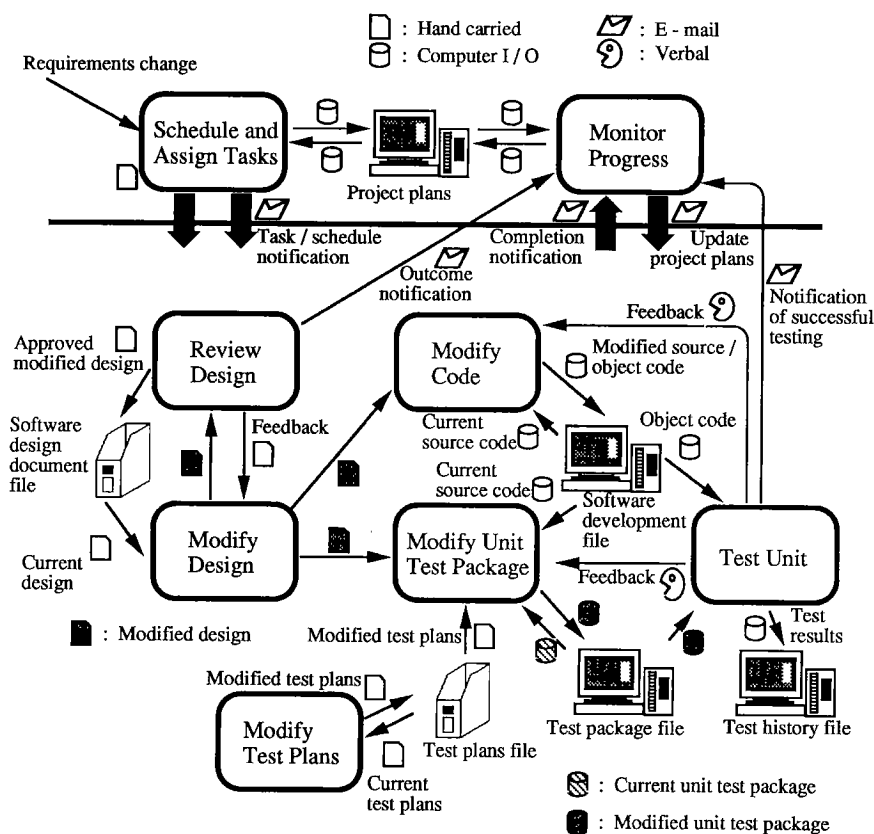 : Hand carried
: E - mail
: Computer I / O
: Verbal
Requirements change
Schedule and
Assign Tasks
Project plans
Monitor
Progress
Task / schedule
notification
Completion
notification
Update
project plans
Outcome
notification
Notification
of successful
testing
Feedback
Approved
modified design
Review
Design
Modify
Code
Modified source /
object code
Software
design
document
file
Feedback
Current
source code
Object code
Current
source code
Software
development
file
Current
design
Modify
Design
Modify Unit
Test Package
Test Unit
Feedback
: Modified design
Modified test plans
Test
results
Modified test plans
Modify
Test Plans
Test plans file
Test package file
Test history file
Current
test plans
: Current unit test package
: Modified unit test package